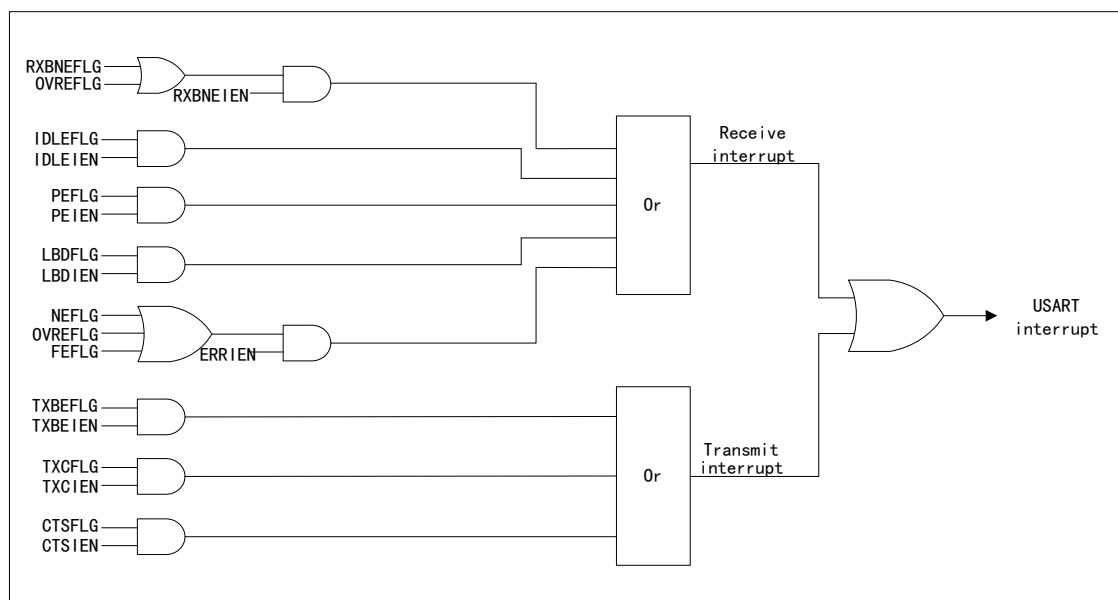 RXBNEFLG
OVREFLG
RXBNEIEN
IDLEFLG
IDLEIEN
PEFLG
PEIEN
LBDFLG
LBDIEN
NEFLG
OVREFLG
FEFLG
ERRIEN
Or
Receive
interrupt
TXBEFLG
TXBEIEN
TXCFLG
TXCIEN
CTSFLG
CTSIEN
Or
Transmit
interrupt
USART
interrupt